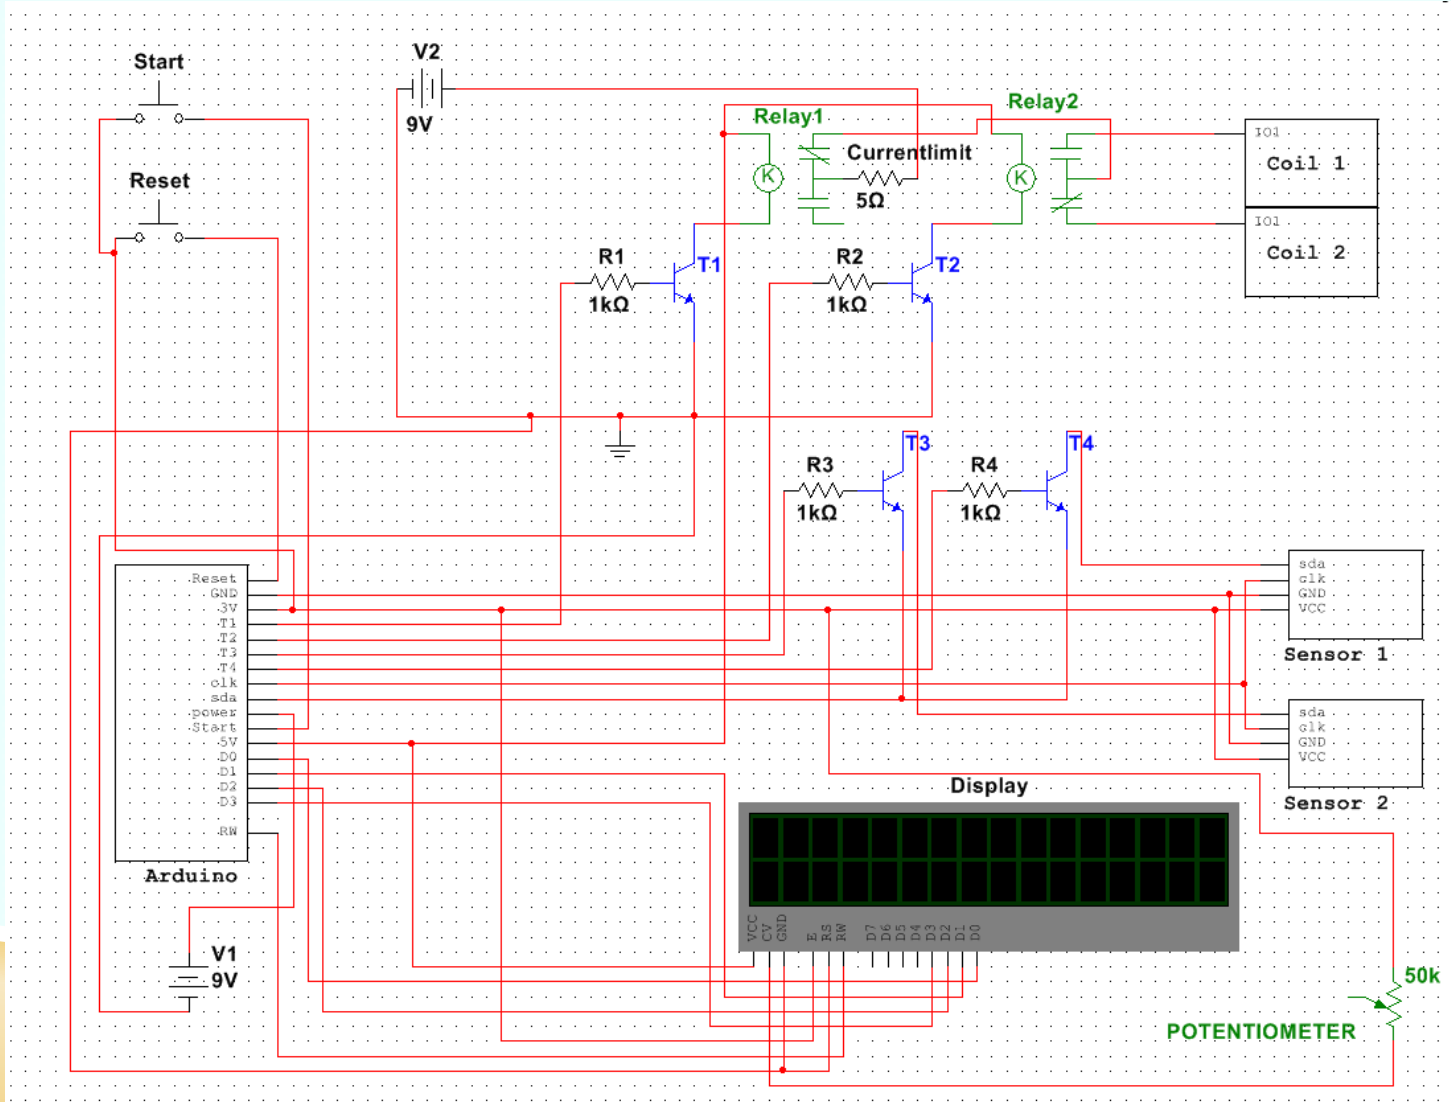 Start
Reset
V2
9V
Relay1
K
Currentlimit
5Ω
Relay2
K
IO1
Coil 1
IO1
Coil 2
R1
1kΩ
T1
R2
1kΩ
T2
R3
1kΩ
T3
R4
1kΩ
T4
Reset
GND
3V
T1
T2
T3
T4
clk
sda
power
Start
5V
D0
D1
D2
D3
RW
Arduino
V1
9V
sda
clk
GND
VCC
Sensor 1
sda
clk
GND
VCC
Sensor 2
Display
VCC
CV
GND
E
RS
RW
D7
D6
D5
D4
D3
D2
D1
D0
50k
POTENTIOMETER